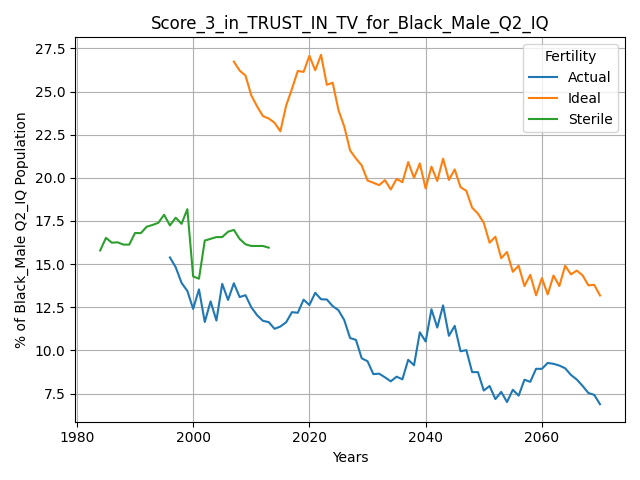 Score_3_in_TRUST_IN_TV_for_Black_Male_Q2_IQ
% of Black_Male Q2_IQ Population
27.5
25.0
22.5
20.0
17.5
15.0
12.5
10.0
7.5
Fertility
Actual
Ideal
Sterile
1980
2000
2020
2040
2060
Years